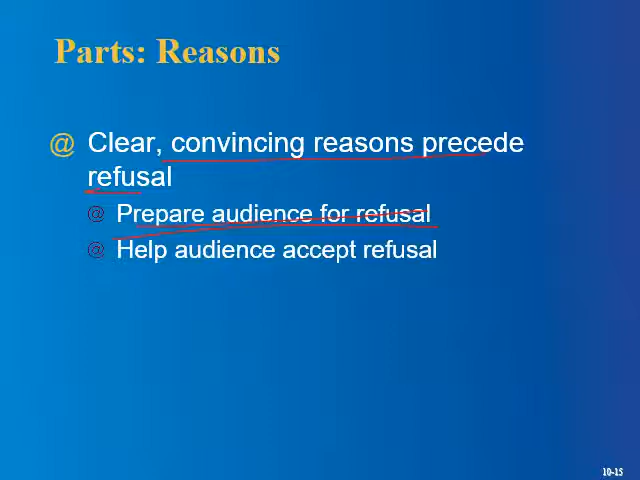 Parts: Reasons
@ Clear, convincing reasons precede
refusal
@ Prepare audience for refusal
@ Help audience accept refusal
10-15